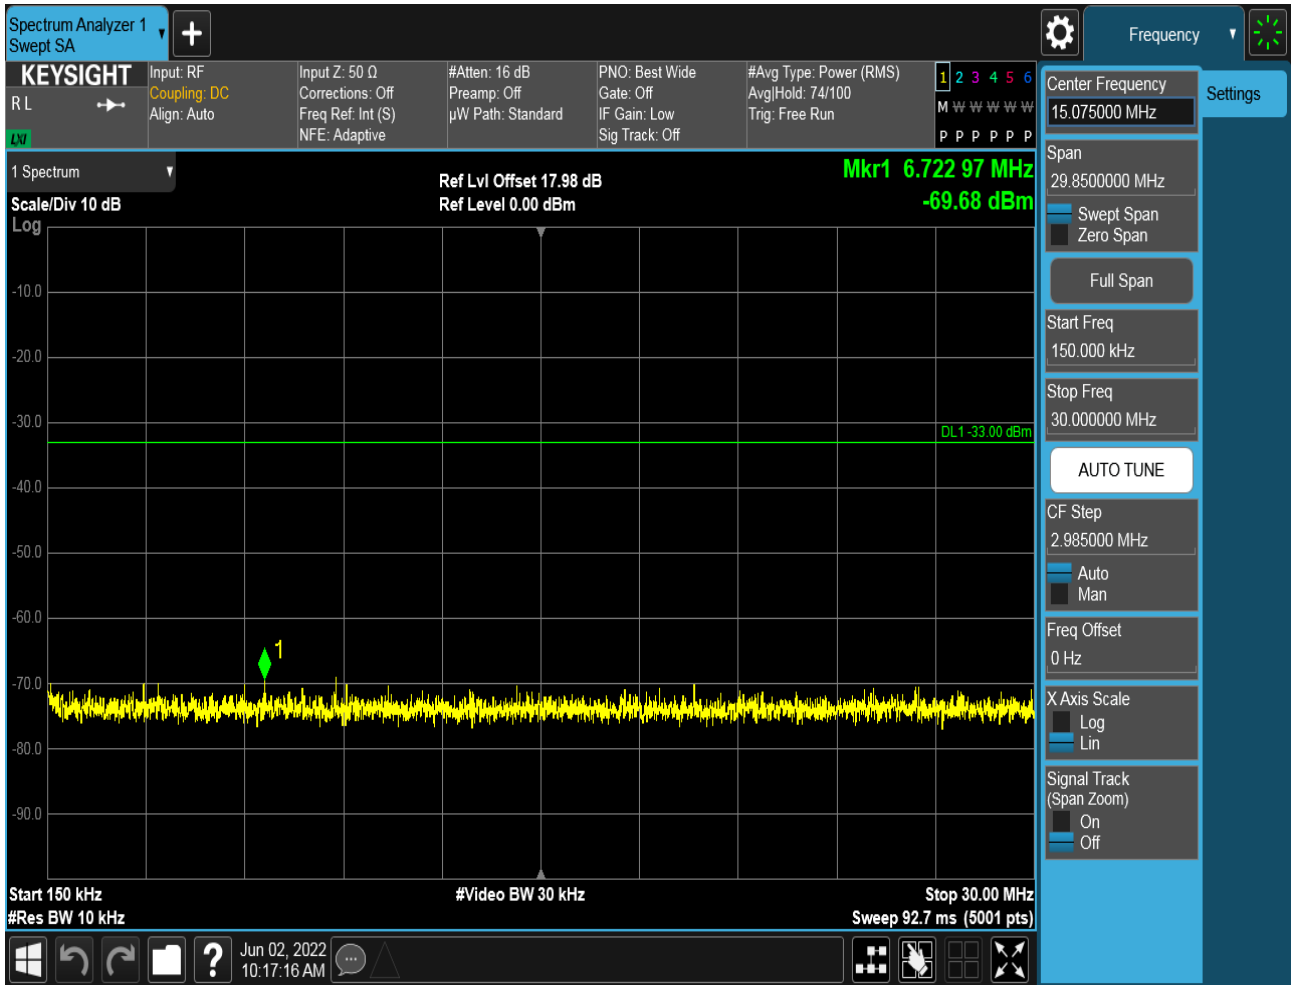 Spectrum Analyzer 1
Swept SA
Frequency
KEYSIGHT
R L
LXI
Input: RF
Coupling: DC
Align: Auto
Input Z: 50 Ω
Corrections: Off
Freq Ref: Int (S)
NFE: Adaptive
#Atten: 16 dB
Preamp: Off
µW Path: Standard
PNO: Best Wide
Gate: Off
IF Gain: Low
Sig Track: Off
#Avg Type: Power (RMS)
Avg|Hold: 74/100
Trig: Free Run
1 2 3 4 5 6
M W W W W W
P P P P P P
1 Spectrum
Scale/Div 10 dB
Log
Ref Lvl Offset 17.98 dB
Ref Level 0.00 dBm
Mkr1 6.722 97 MHz
-69.68 dBm
-10.0
-20.0
-30.0
DL1 -33.00 dBm
-40.0
-50.0
-60.0
1
-70.0
-80.0
-90.0
Start 150 kHz
#Res BW 10 kHz
#Video BW 30 kHz
Stop 30.00 MHz
Sweep 92.7 ms (5001 pts)
Jun 02, 2022
10:17:16 AM
Center Frequency
15.075000 MHz
Settings
Span
29.8500000 MHz
Swept Span
Zero Span
Full Span
Start Freq
150.000 kHz
Stop Freq
30.000000 MHz
AUTO TUNE
CF Step
2.985000 MHz
Auto
Man
Freq Offset
0 Hz
X Axis Scale
Log
Lin
Signal Track
(Span Zoom)
On
Off